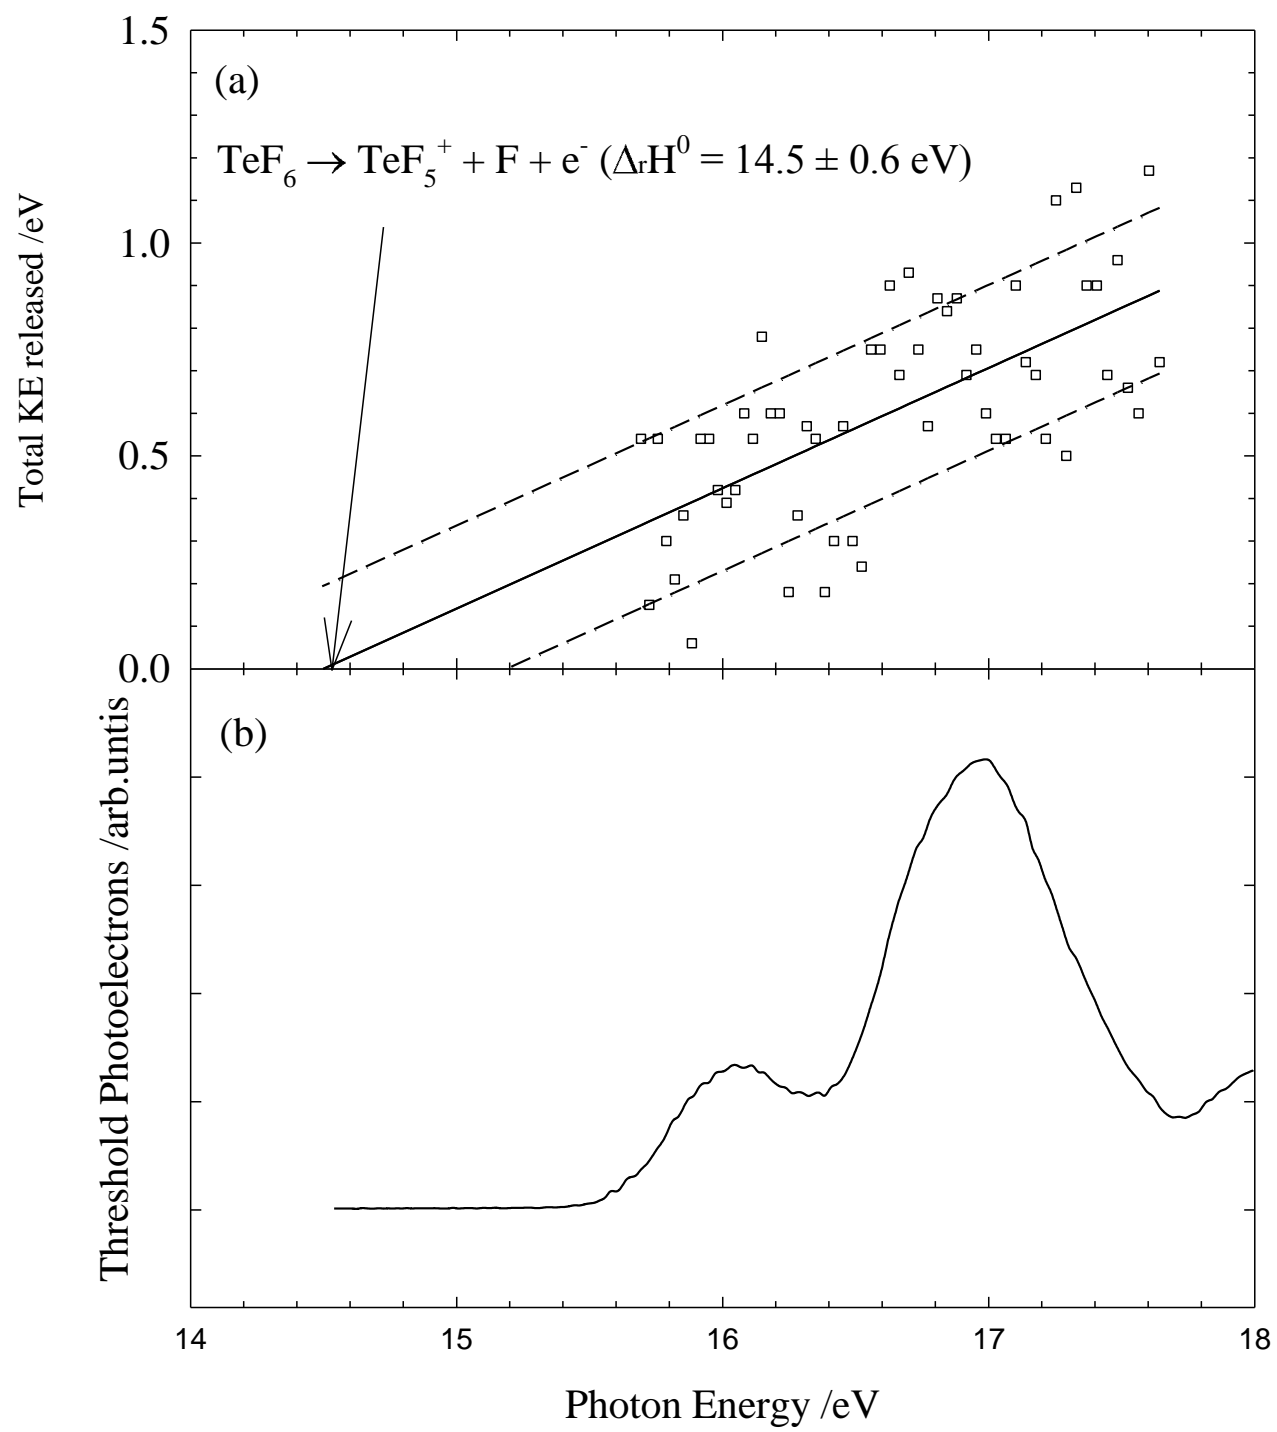 1.5
(a)
TeF6 → TeF5+ + F + e- (ΔrH0 = 14.5 ± 0.6 eV)
1.0
0.5
0.0
Total KE released /eV
(b)
Threshold Photoelectrons /arb.untis
14 15 16 17 18
Photon Energy /eV